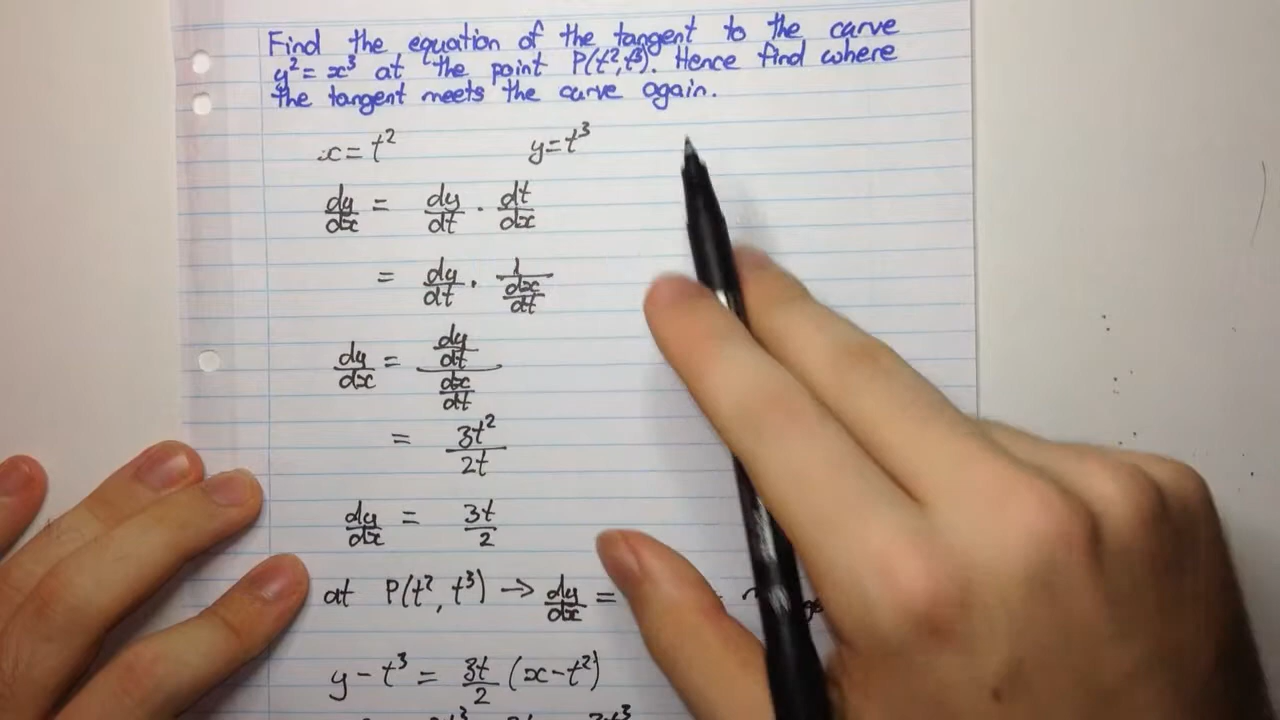 Find the equation of the tangent to the curve
y² = x³ at the point P(t², t³). Hence find where
the tangent meets the curve again.
x = t² y = t³
dy/dx = dy/dt . dt/dx
= dy/dt . 1/(dx/dt)
dy/dx = (dy/dt)/(dx/dt)
= 3t²/2t
dy/dx = 3t/2
at P(t², t³) → dy/dx =
y - t³ = 3t/2 (x - t²)